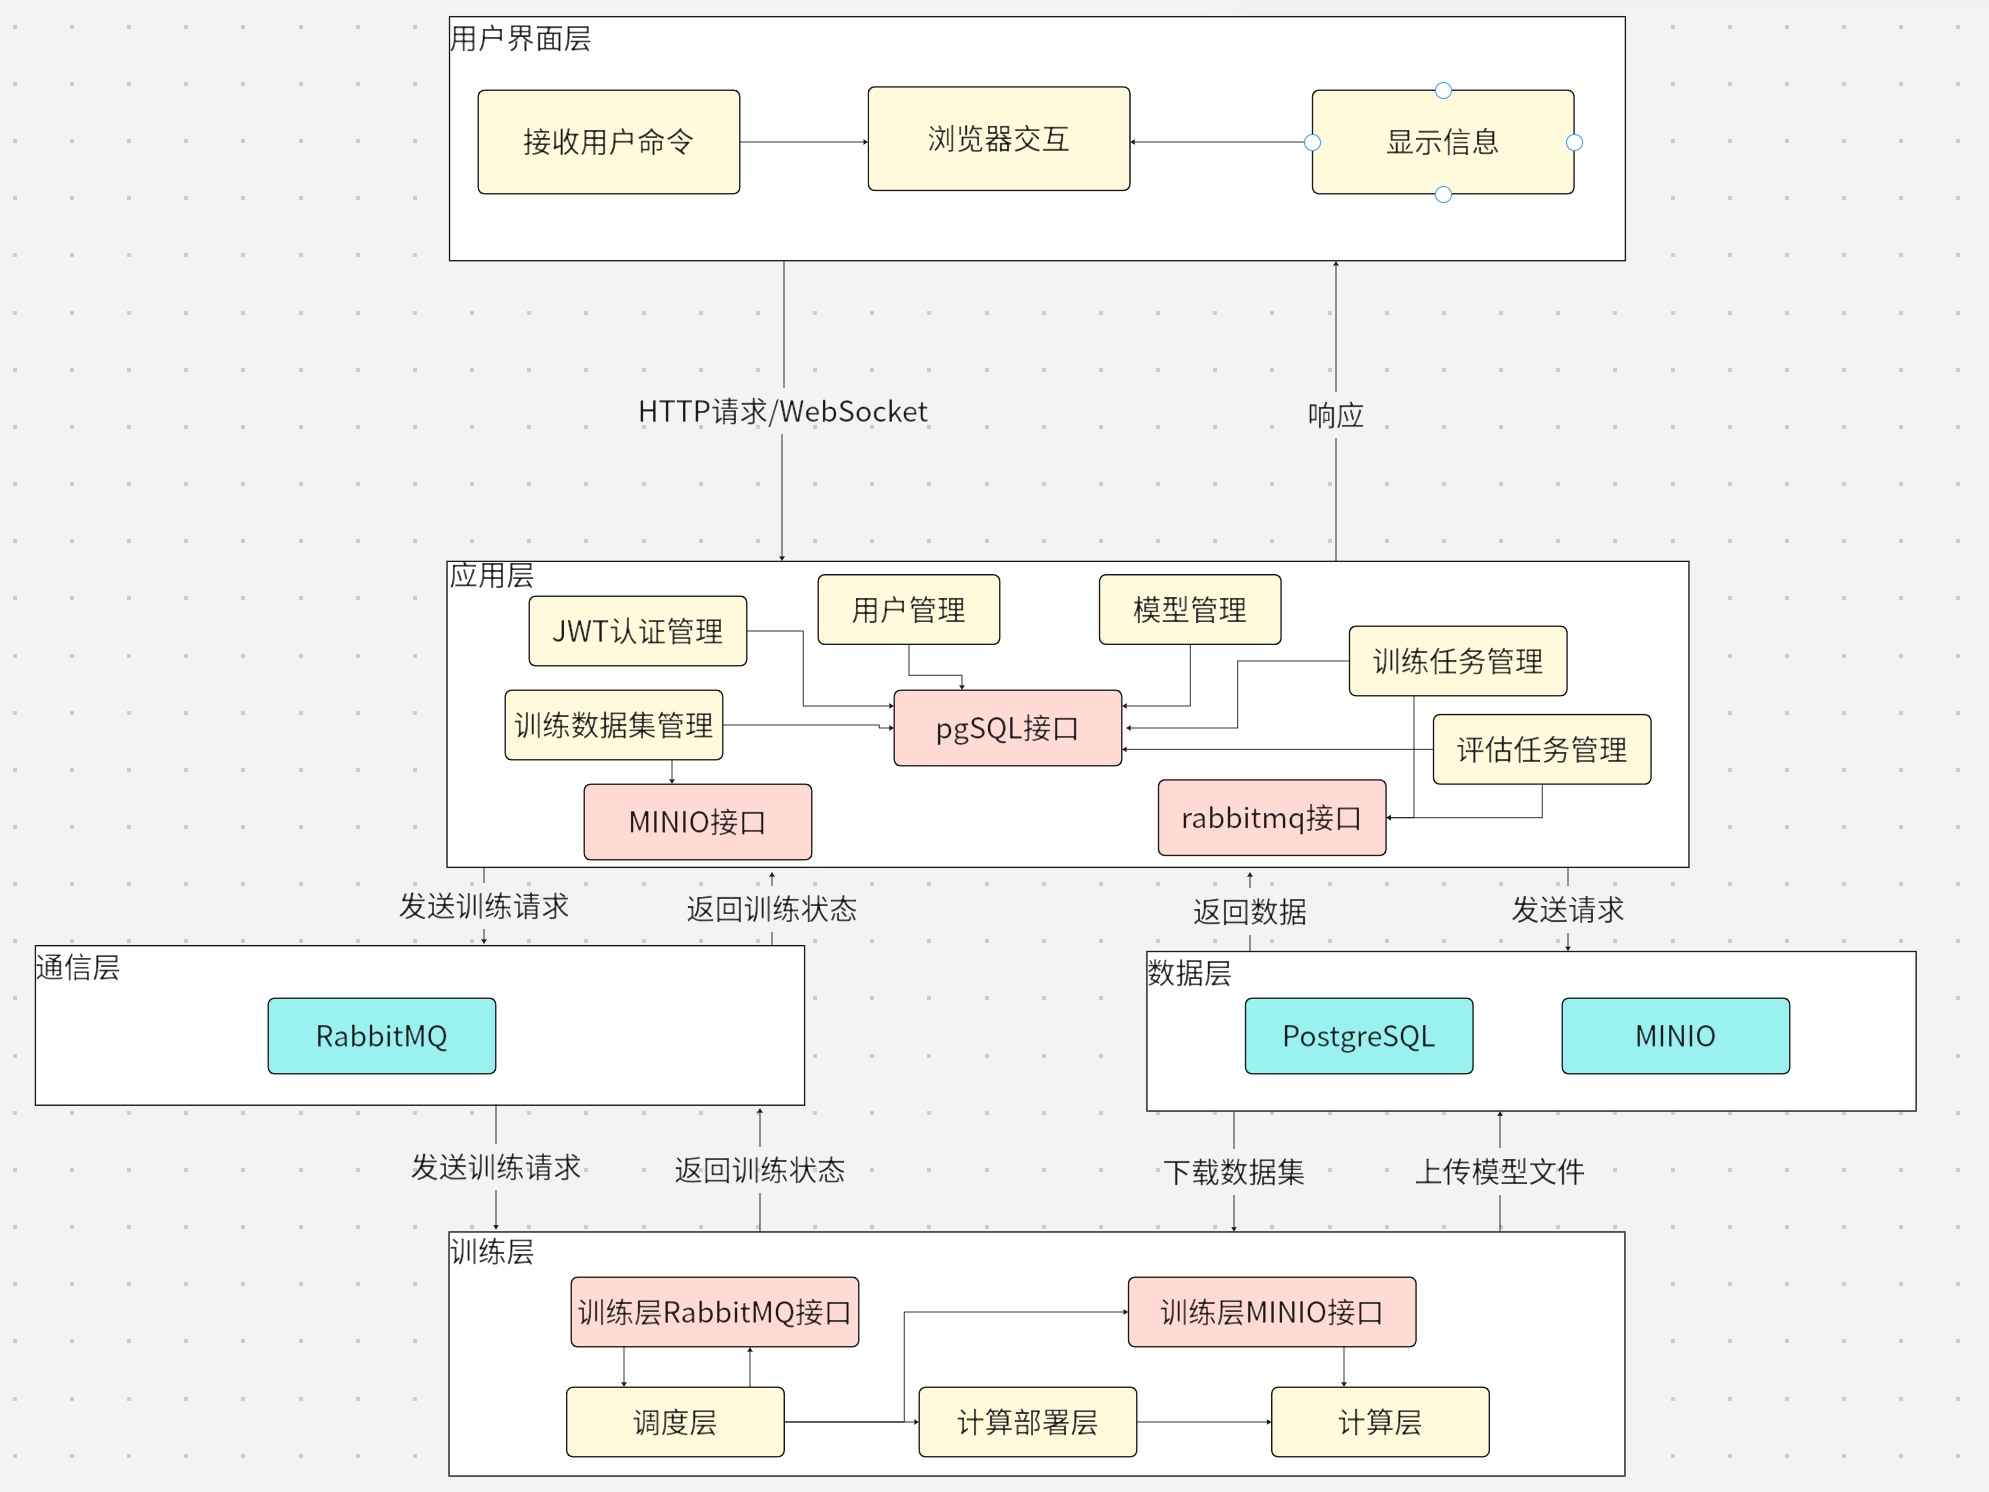 用户界面层
接收用户命令
浏览器交互
显示信息
HTTP请求/WebSocket
响应
应用层
JWT认证管理
用户管理
模型管理
训练任务管理
训练数据集管理
pgSQL接口
评估任务管理
MINIO接口
rabbitmq接口
发送训练请求
返回训练状态
返回数据
发送请求
通信层
RabbitMQ
数据层
PostgreSQL
MINIO
发送训练请求
返回训练状态
下载数据集
上传模型文件
训练层
训练层RabbitMQ接口
训练层MINIO接口
调度层
计算部署层
计算层